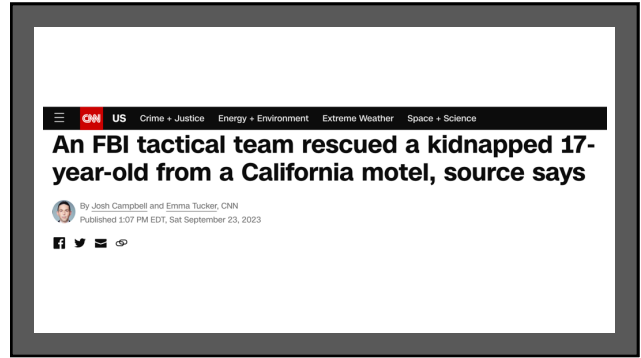 CNN US Crime + Justice Energy + Environment Extreme Weather Space + Science
An FBI tactical team rescued a kidnapped 17-
year-old from a California motel, source says
By Josh Campbell and Emma Tucker, CNN
Published 1:07 PM EDT, Sat September 23, 2023